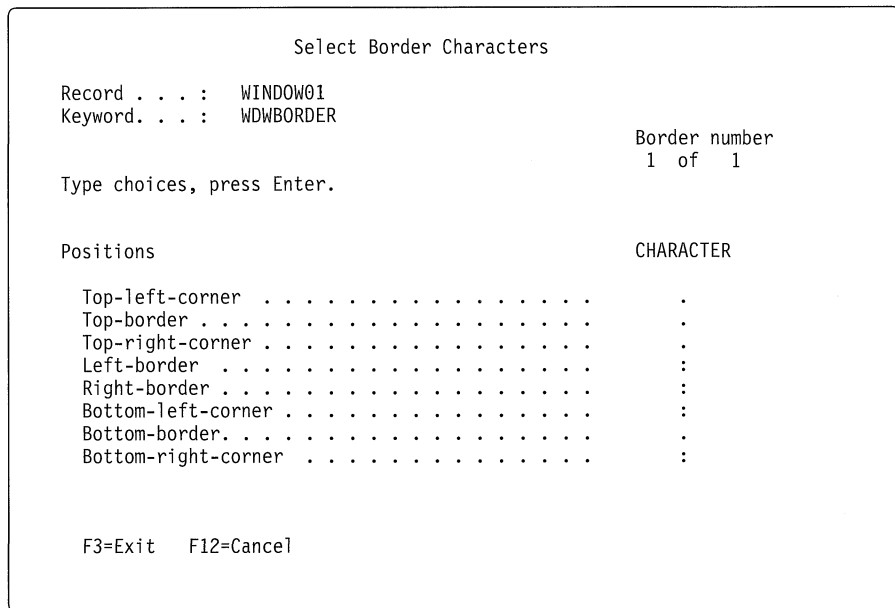 Select Border Characters
Record . . . :   WINDOW01
Keyword. . . :   WDWBORDER
Border number
1 of 1
Type choices, press Enter.
Positions   CHARACTER
Top-left-corner . . . . . . . . . . . . . . . .   .
Top-border . . . . . . . . . . . . . . . . . . .   .
Top-right-corner . . . . . . . . . . . . . . . .   .
Left-border . . . . . . . . . . . . . . . . . .   :
Right-border . . . . . . . . . . . . . . . . . .   :
Bottom-left-corner . . . . . . . . . . . . . . .   :
Bottom-border. . . . . . . . . . . . . . . . . .   .
Bottom-right-corner . . . . . . . . . . . . . .   :
F3=Exit   F12=Cancel